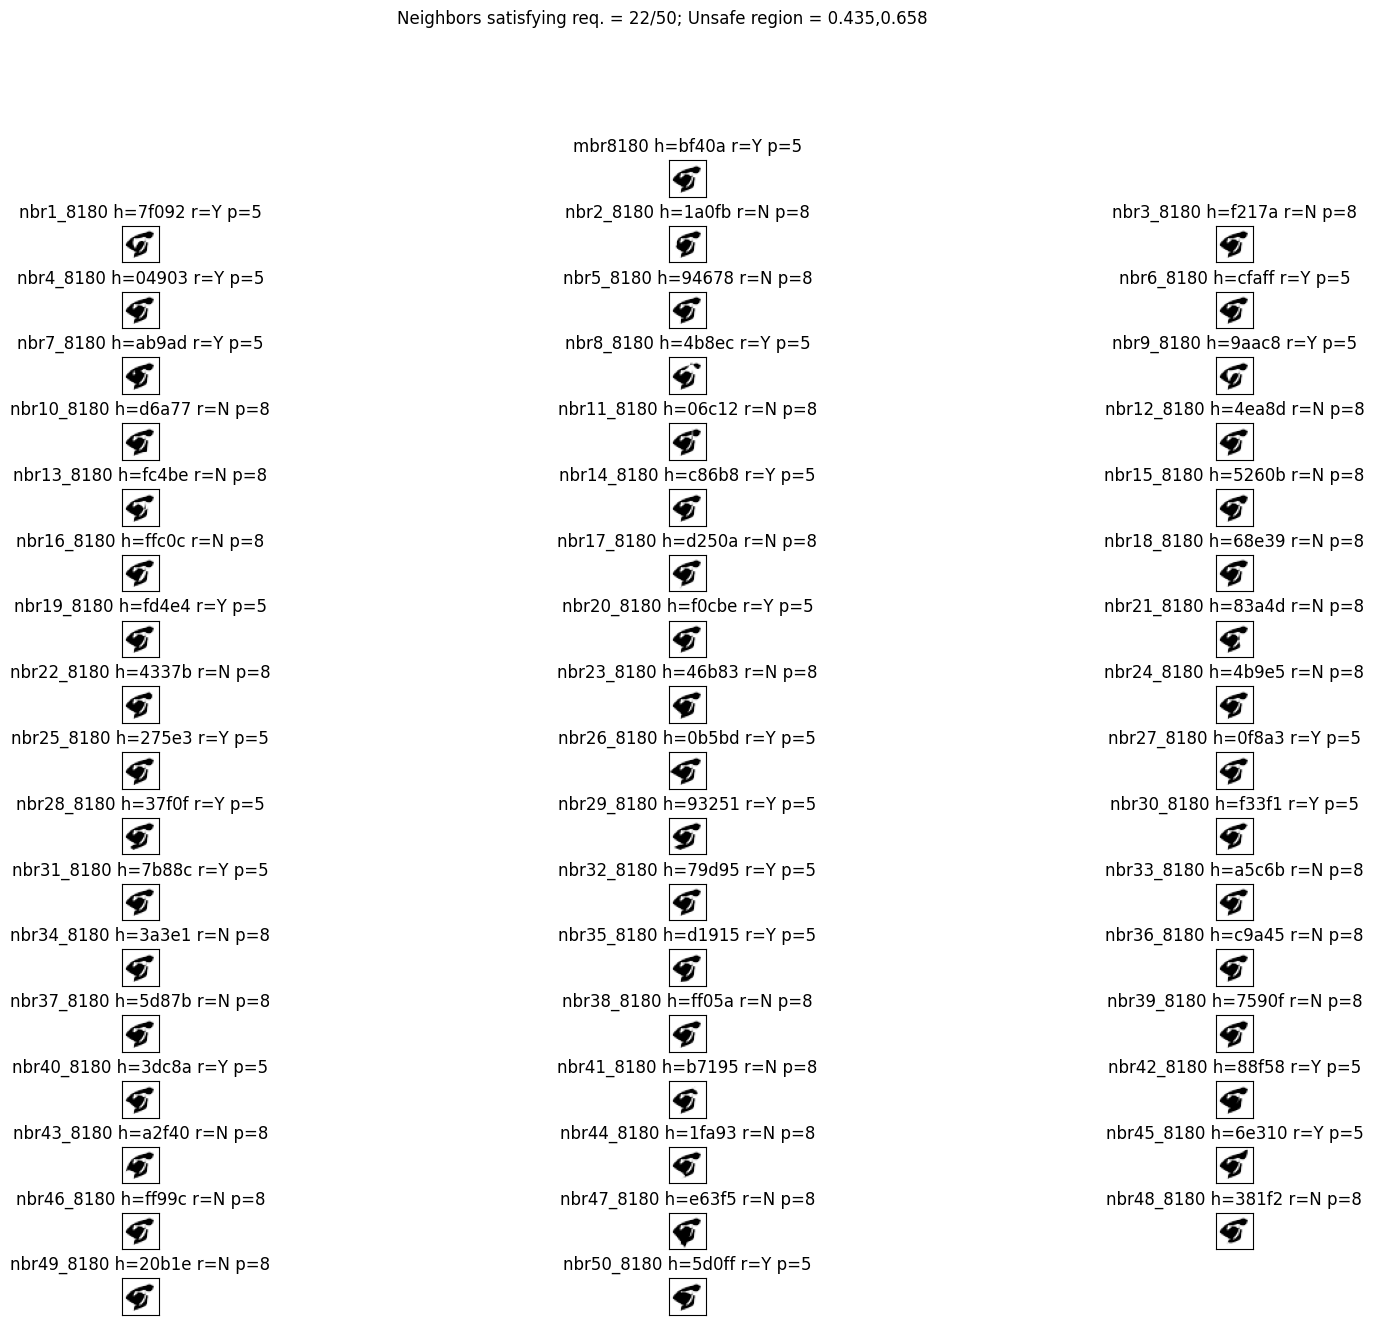 Neighbors satisfying req. = 22/50; Unsafe region = 0.435,0.658
mbr8180 h=bf40a r=Y p=5
nbr1_8180 h=7f092 r=Y p=5
nbr2_8180 h=1a0fb r=N p=8
nbr3_8180 h=f217a r=N p=8
nbr4_8180 h=04903 r=Y p=5
nbr5_8180 h=94678 r=N p=8
nbr6_8180 h=cfaff r=Y p=5
nbr7_8180 h=ab9ad r=Y p=5
nbr8_8180 h=4b8ec r=Y p=5
nbr9_8180 h=9aac8 r=Y p=5
nbr10_8180 h=d6a77 r=N p=8
nbr11_8180 h=06c12 r=N p=8
nbr12_8180 h=4ea8d r=N p=8
nbr13_8180 h=fc4be r=N p=8
nbr14_8180 h=c86b8 r=Y p=5
nbr15_8180 h=5260b r=N p=8
nbr16_8180 h=ffc0c r=N p=8
nbr17_8180 h=d250a r=N p=8
nbr18_8180 h=68e39 r=N p=8
nbr19_8180 h=fd4e4 r=Y p=5
nbr20_8180 h=f0cbe r=Y p=5
nbr21_8180 h=83a4d r=N p=8
nbr22_8180 h=4337b r=N p=8
nbr23_8180 h=46b83 r=N p=8
nbr24_8180 h=4b9e5 r=N p=8
nbr25_8180 h=275e3 r=Y p=5
nbr26_8180 h=0b5bd r=Y p=5
nbr27_8180 h=0f8a3 r=Y p=5
nbr28_8180 h=37f0f r=Y p=5
nbr29_8180 h=93251 r=Y p=5
nbr30_8180 h=f33f1 r=Y p=5
nbr31_8180 h=7b88c r=Y p=5
nbr32_8180 h=79d95 r=Y p=5
nbr33_8180 h=a5c6b r=N p=8
nbr34_8180 h=3a3e1 r=N p=8
nbr35_8180 h=d1915 r=Y p=5
nbr36_8180 h=c9a45 r=N p=8
nbr37_8180 h=5d87b r=N p=8
nbr38_8180 h=ff05a r=N p=8
nbr39_8180 h=7590f r=N p=8
nbr40_8180 h=3dc8a r=Y p=5
nbr41_8180 h=b7195 r=N p=8
nbr42_8180 h=88f58 r=Y p=5
nbr43_8180 h=a2f40 r=N p=8
nbr44_8180 h=1fa93 r=N p=8
nbr45_8180 h=6e310 r=Y p=5
nbr46_8180 h=ff99c r=N p=8
nbr47_8180 h=e63f5 r=N p=8
nbr48_8180 h=381f2 r=N p=8
nbr49_8180 h=20b1e r=N p=8
nbr50_8180 h=5d0ff r=Y p=5